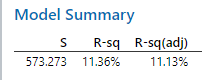 Model Summary
S R-sq R-sq(adj)
573.273 11.36% 11.13%